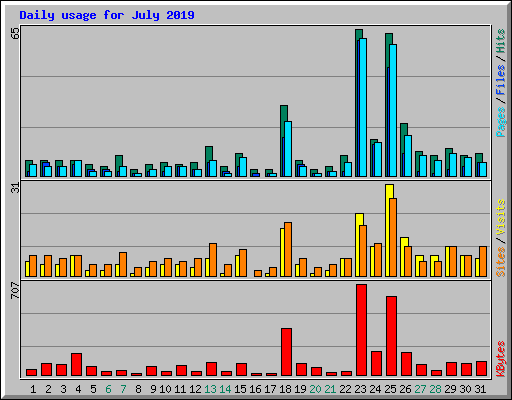 Daily usage for July 2019
65
Pages/Files/Hits
31
Sites/Visits
707
KBytes
1 2 3 4 5 6 7 8 9 10 11 12 13 14 15 16 17 18 19 20 21 22 23 24 25 26 27 28 29 30 31